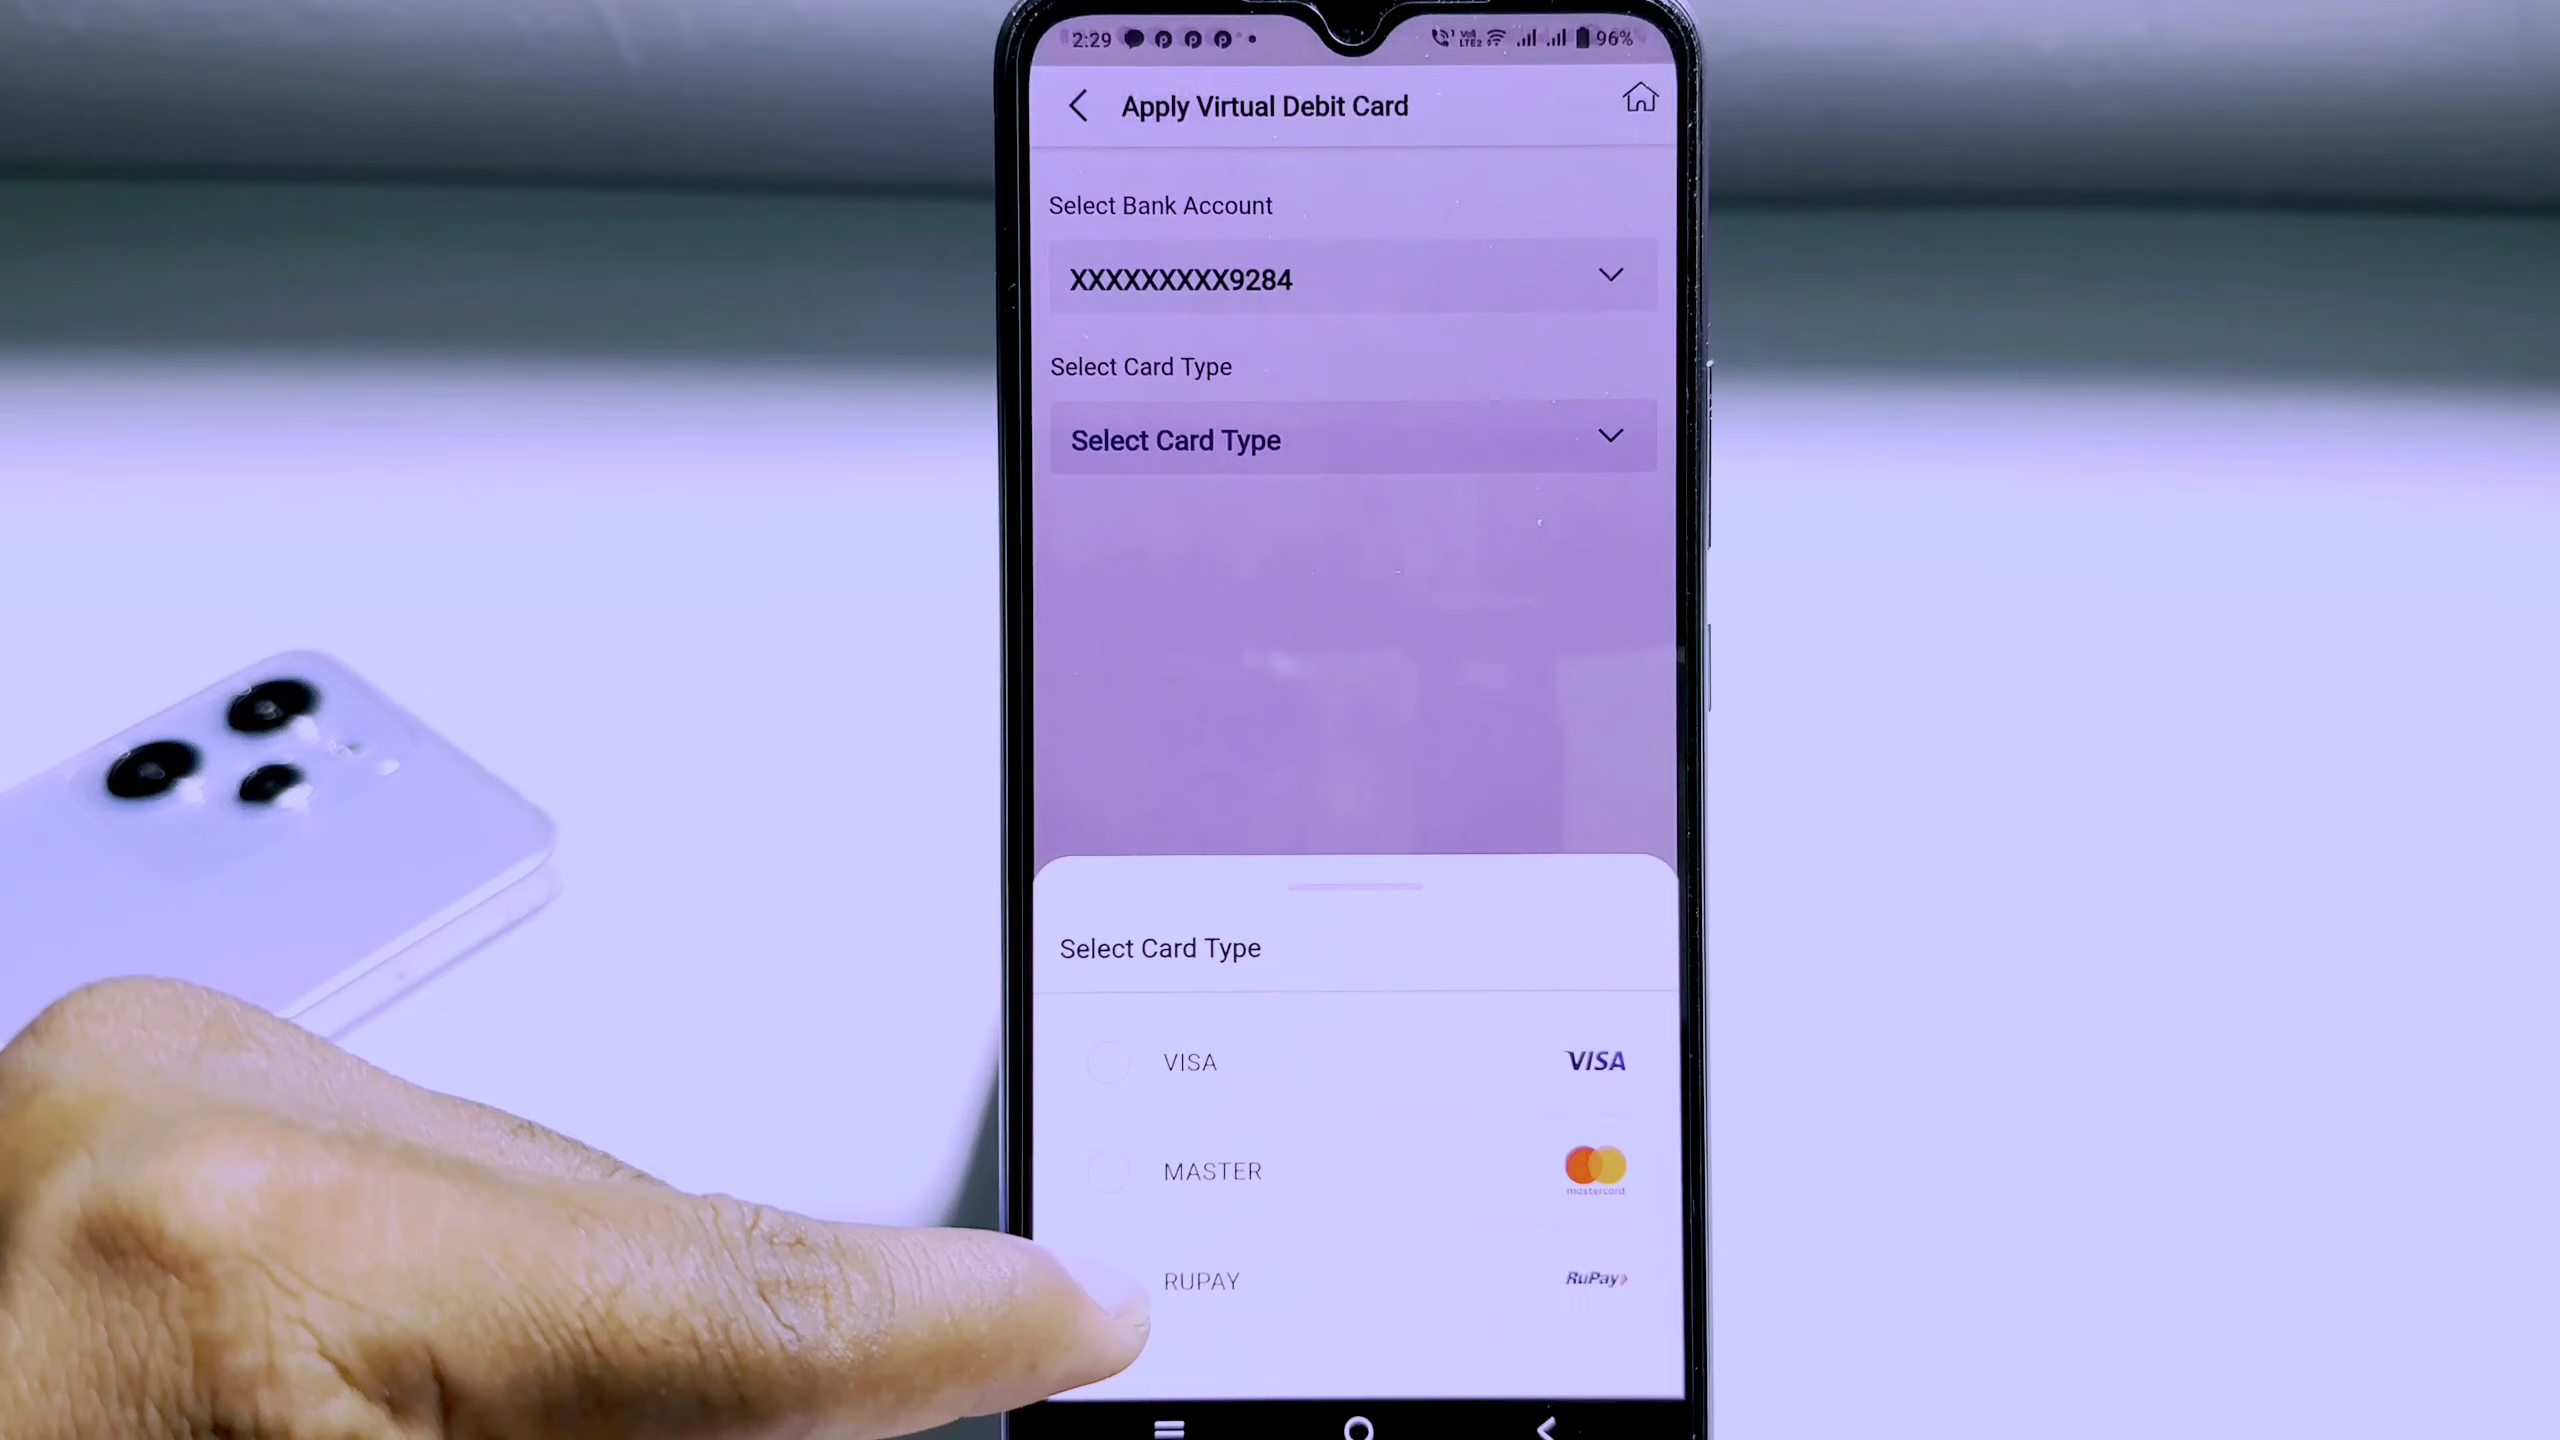 2:29 96%
Apply Virtual Debit Card
Select Bank Account
XXXXXXXXX9284
Select Card Type
Select Card Type
Select Card Type
VISA VISA
MASTER mastercard
RUPAY RuPay